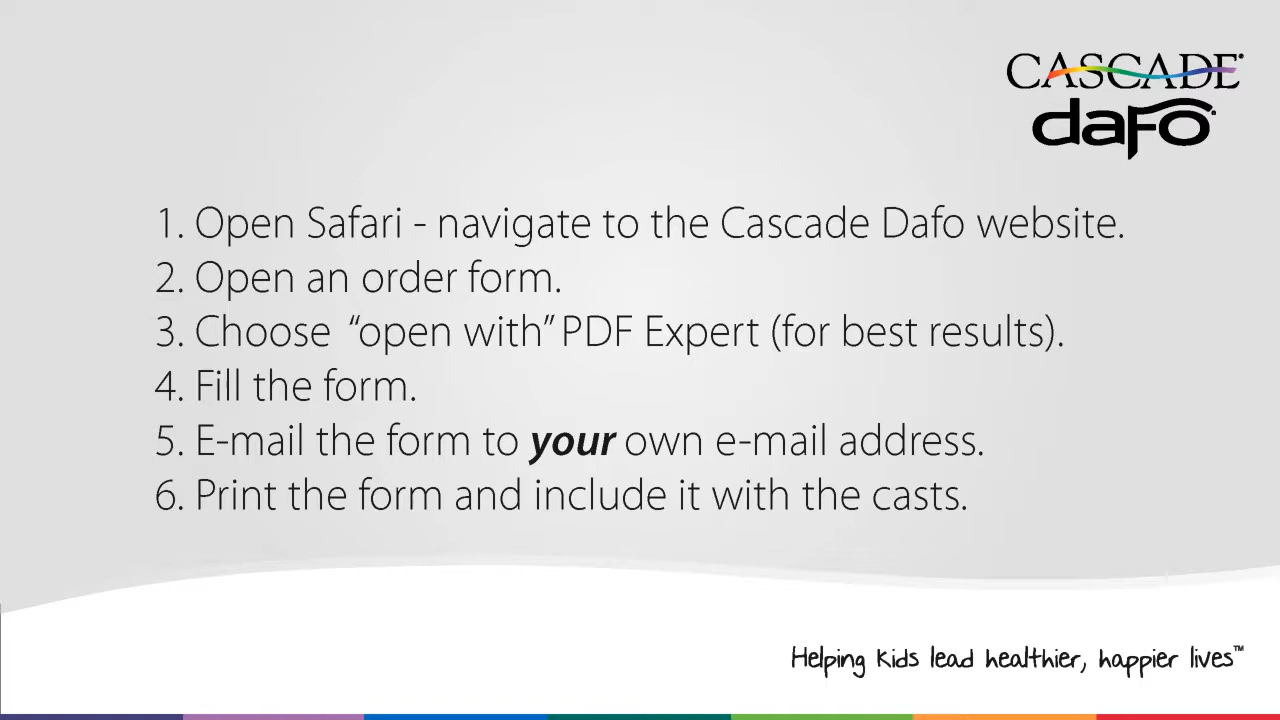 CASCADE®
dafo®
1. Open Safari - navigate to the Cascade Dafo website.
2. Open an order form.
3. Choose “open with” PDF Expert (for best results).
4. Fill the form.
5. E-mail the form to your own e-mail address.
6. Print the form and include it with the casts.
Helping kids lead healthier, happier lives™